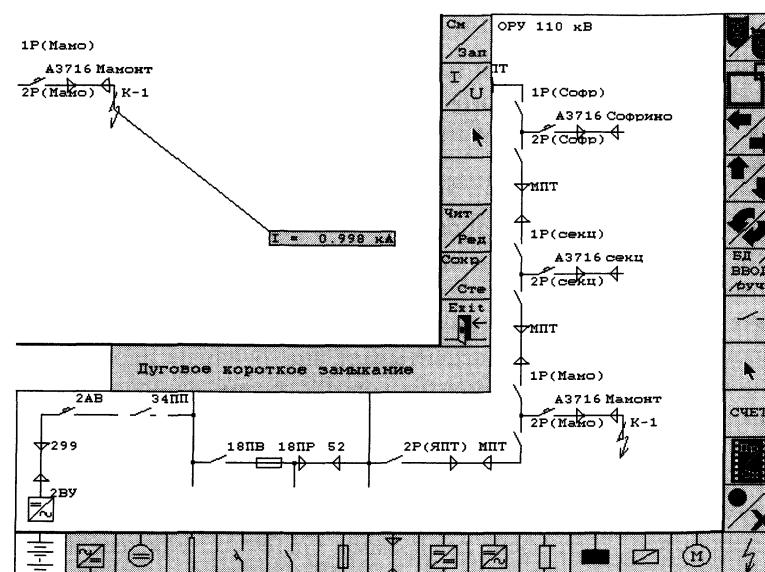 См
Зап
I
U
Чит
Ред
Сохр
Сте
Exit
ОРУ 110 кВ
ПТ
1Р(Мамо)
А3716 Мамонт
2Р(Мамо)
К-1
I = 0.998 кА
1Р(Софр)
А3716 Софрино
2Р(Софр)
МПТ
1Р(секц)
А3716 секц
2Р(секц)
МПТ
1Р(Мамо)
А3716 Мамонт
2Р(Мамо)
К-1
Дуговое короткое замыкание
2АВ
34ПП
299
2ВУ
18ПВ
18ПР
52
2Р(ЯПТ)
МПТ
БД
ВВОД
руч
СЧЕТ
М